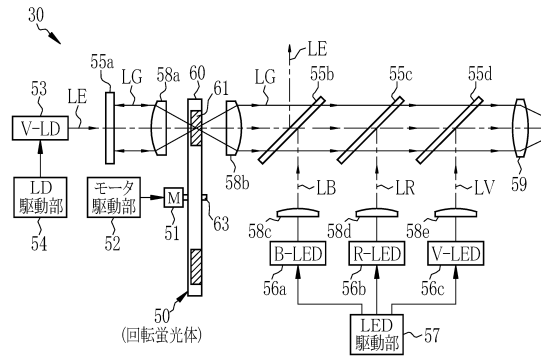 30
55a
LG
58a
60
61
LG
LE
55b
55c
55d
53
LE
V-LD
58b
59
LD
駆動部
54
モータ
駆動部
52
M
51
63
LB
LR
LV
58c
58d
58e
B-LED
R-LED
V-LED
56a
56b
56c
50
(回転蛍光体)
LED
駆動部
57